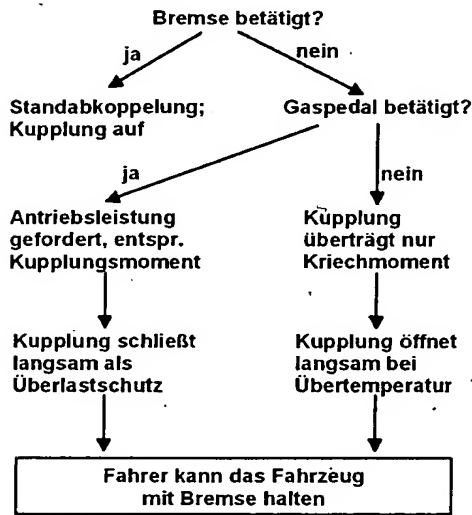 Bremse betätigt?
ja
nein
Standabkoppelung;
Kupplung auf
Gaspedal betätigt?
ja
nein
Antriebsleistung
gefordert, entspr.
Kupplungsmoment
Kupplung
überträgt nur
Kriechmoment
Kupplung schließt
langsam als
Überlastschutz
Kupplung öffnet
langsam bei
Übertemperatur
Fahrer kann das Fahrzeug
mit Bremse halten